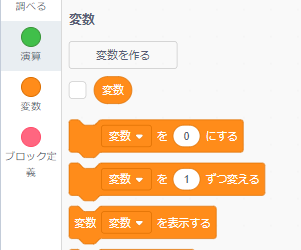 調べる
演算
変数
ブロック定
義
変数
変数を作る
変数
変数 を 0 にする
変数 を 1 ずつ変える
変数 変数 を表示する